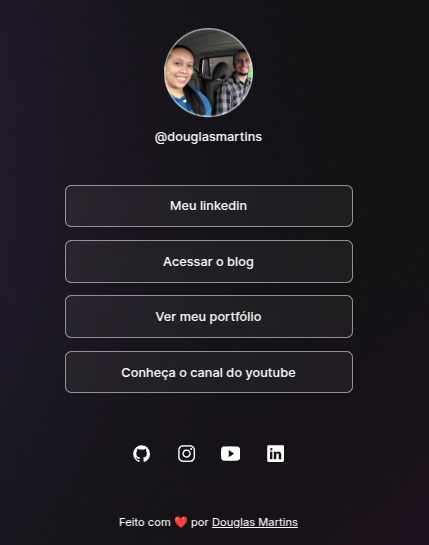 @douglasmartins
Meu linkedin
Acessar o blog
Ver meu portfólio
Conheça o canal do youtube
Feito com ❤️ por Douglas Martins